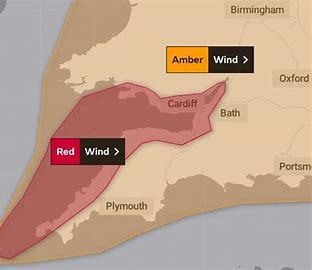 Birmingham
Amber Wind >
Oxford
Cardiff
Bath
Red Wind >
Portsm
Plymouth